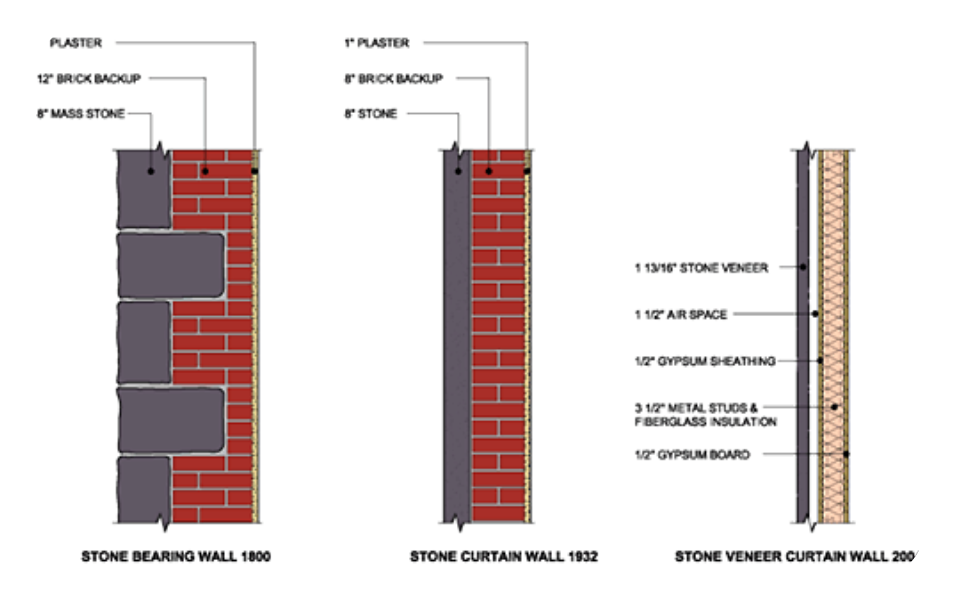 PLASTER
12" BRICK BACKUP
8" MASS STONE
STONE BEARING WALL 1800
1" PLASTER
8" BRICK BACKUP
8" STONE
STONE CURTAIN WALL 1932
1 13/16" STONE VENEER
1 1/2" AIR SPACE
1/2" GYPSUM SHEATHING
3 1/2" METAL STUDS &
FIBERGLASS INSULATION
1/2" GYPSUM BOARD
STONE VENEER CURTAIN WALL 200